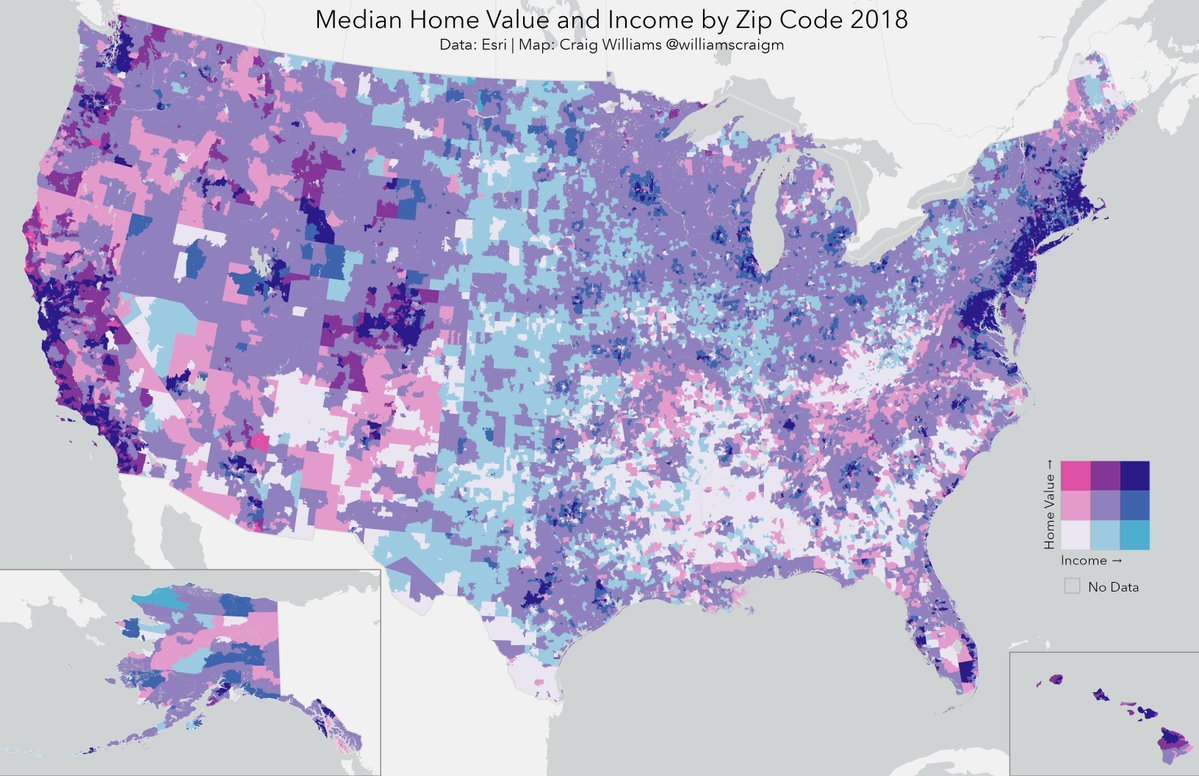 Median Home Value and Income by Zip Code 2018
Data: Esri | Map: Craig Williams @williamscraigm
Home Value →
Income →
No Data